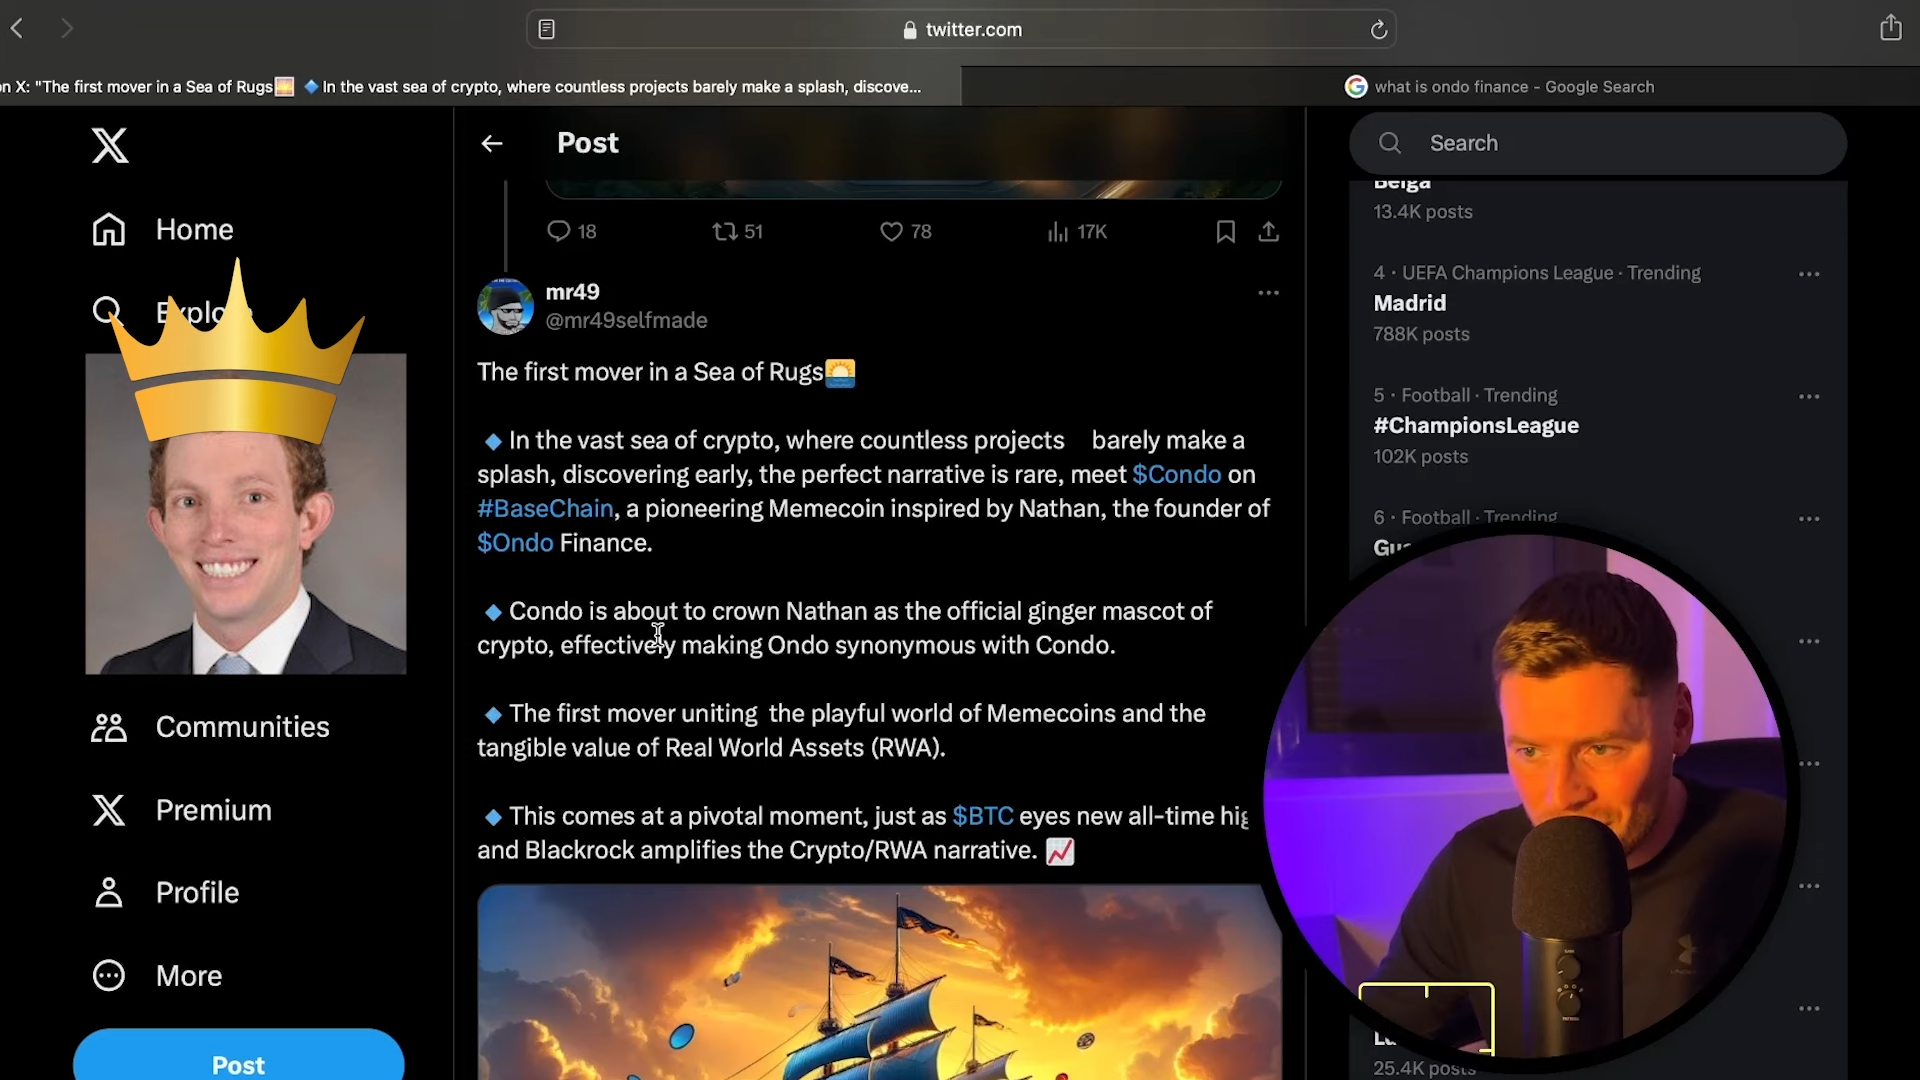 twitter.com
n X: "The first mover in a Sea of Rugs🌅 🔹In the vast sea of crypto, where countless projects barely make a splash, discove...
what is ondo finance - Google Search
Home
Explo
Communities
Premium
Profile
More
Post
Post
18
51
78
17K
mr49
@mr49selfmade
The first mover in a Sea of Rugs🌅
🔹In the vast sea of crypto, where countless projects barely make a
splash, discovering early, the perfect narrative is rare, meet $Condo on
#BaseChain, a pioneering Memecoin inspired by Nathan, the founder of
$Ondo Finance.
🔹Condo is about to crown Nathan as the official ginger mascot of
crypto, effectively making Ondo synonymous with Condo.
🔹The first mover uniting the playful world of Memecoins and the
tangible value of Real World Assets (RWA).
🔹This comes at a pivotal moment, just as $BTC eyes new all-time hig
and Blackrock amplifies the Crypto/RWA narrative. 📈
Search
Belga
13.4K posts
4 · UEFA Champions League · Trending
Madrid
788K posts
5 · Football · Trending
#ChampionsLeague
102K posts
6 · Football · Trending
Gu
La
25.4K posts